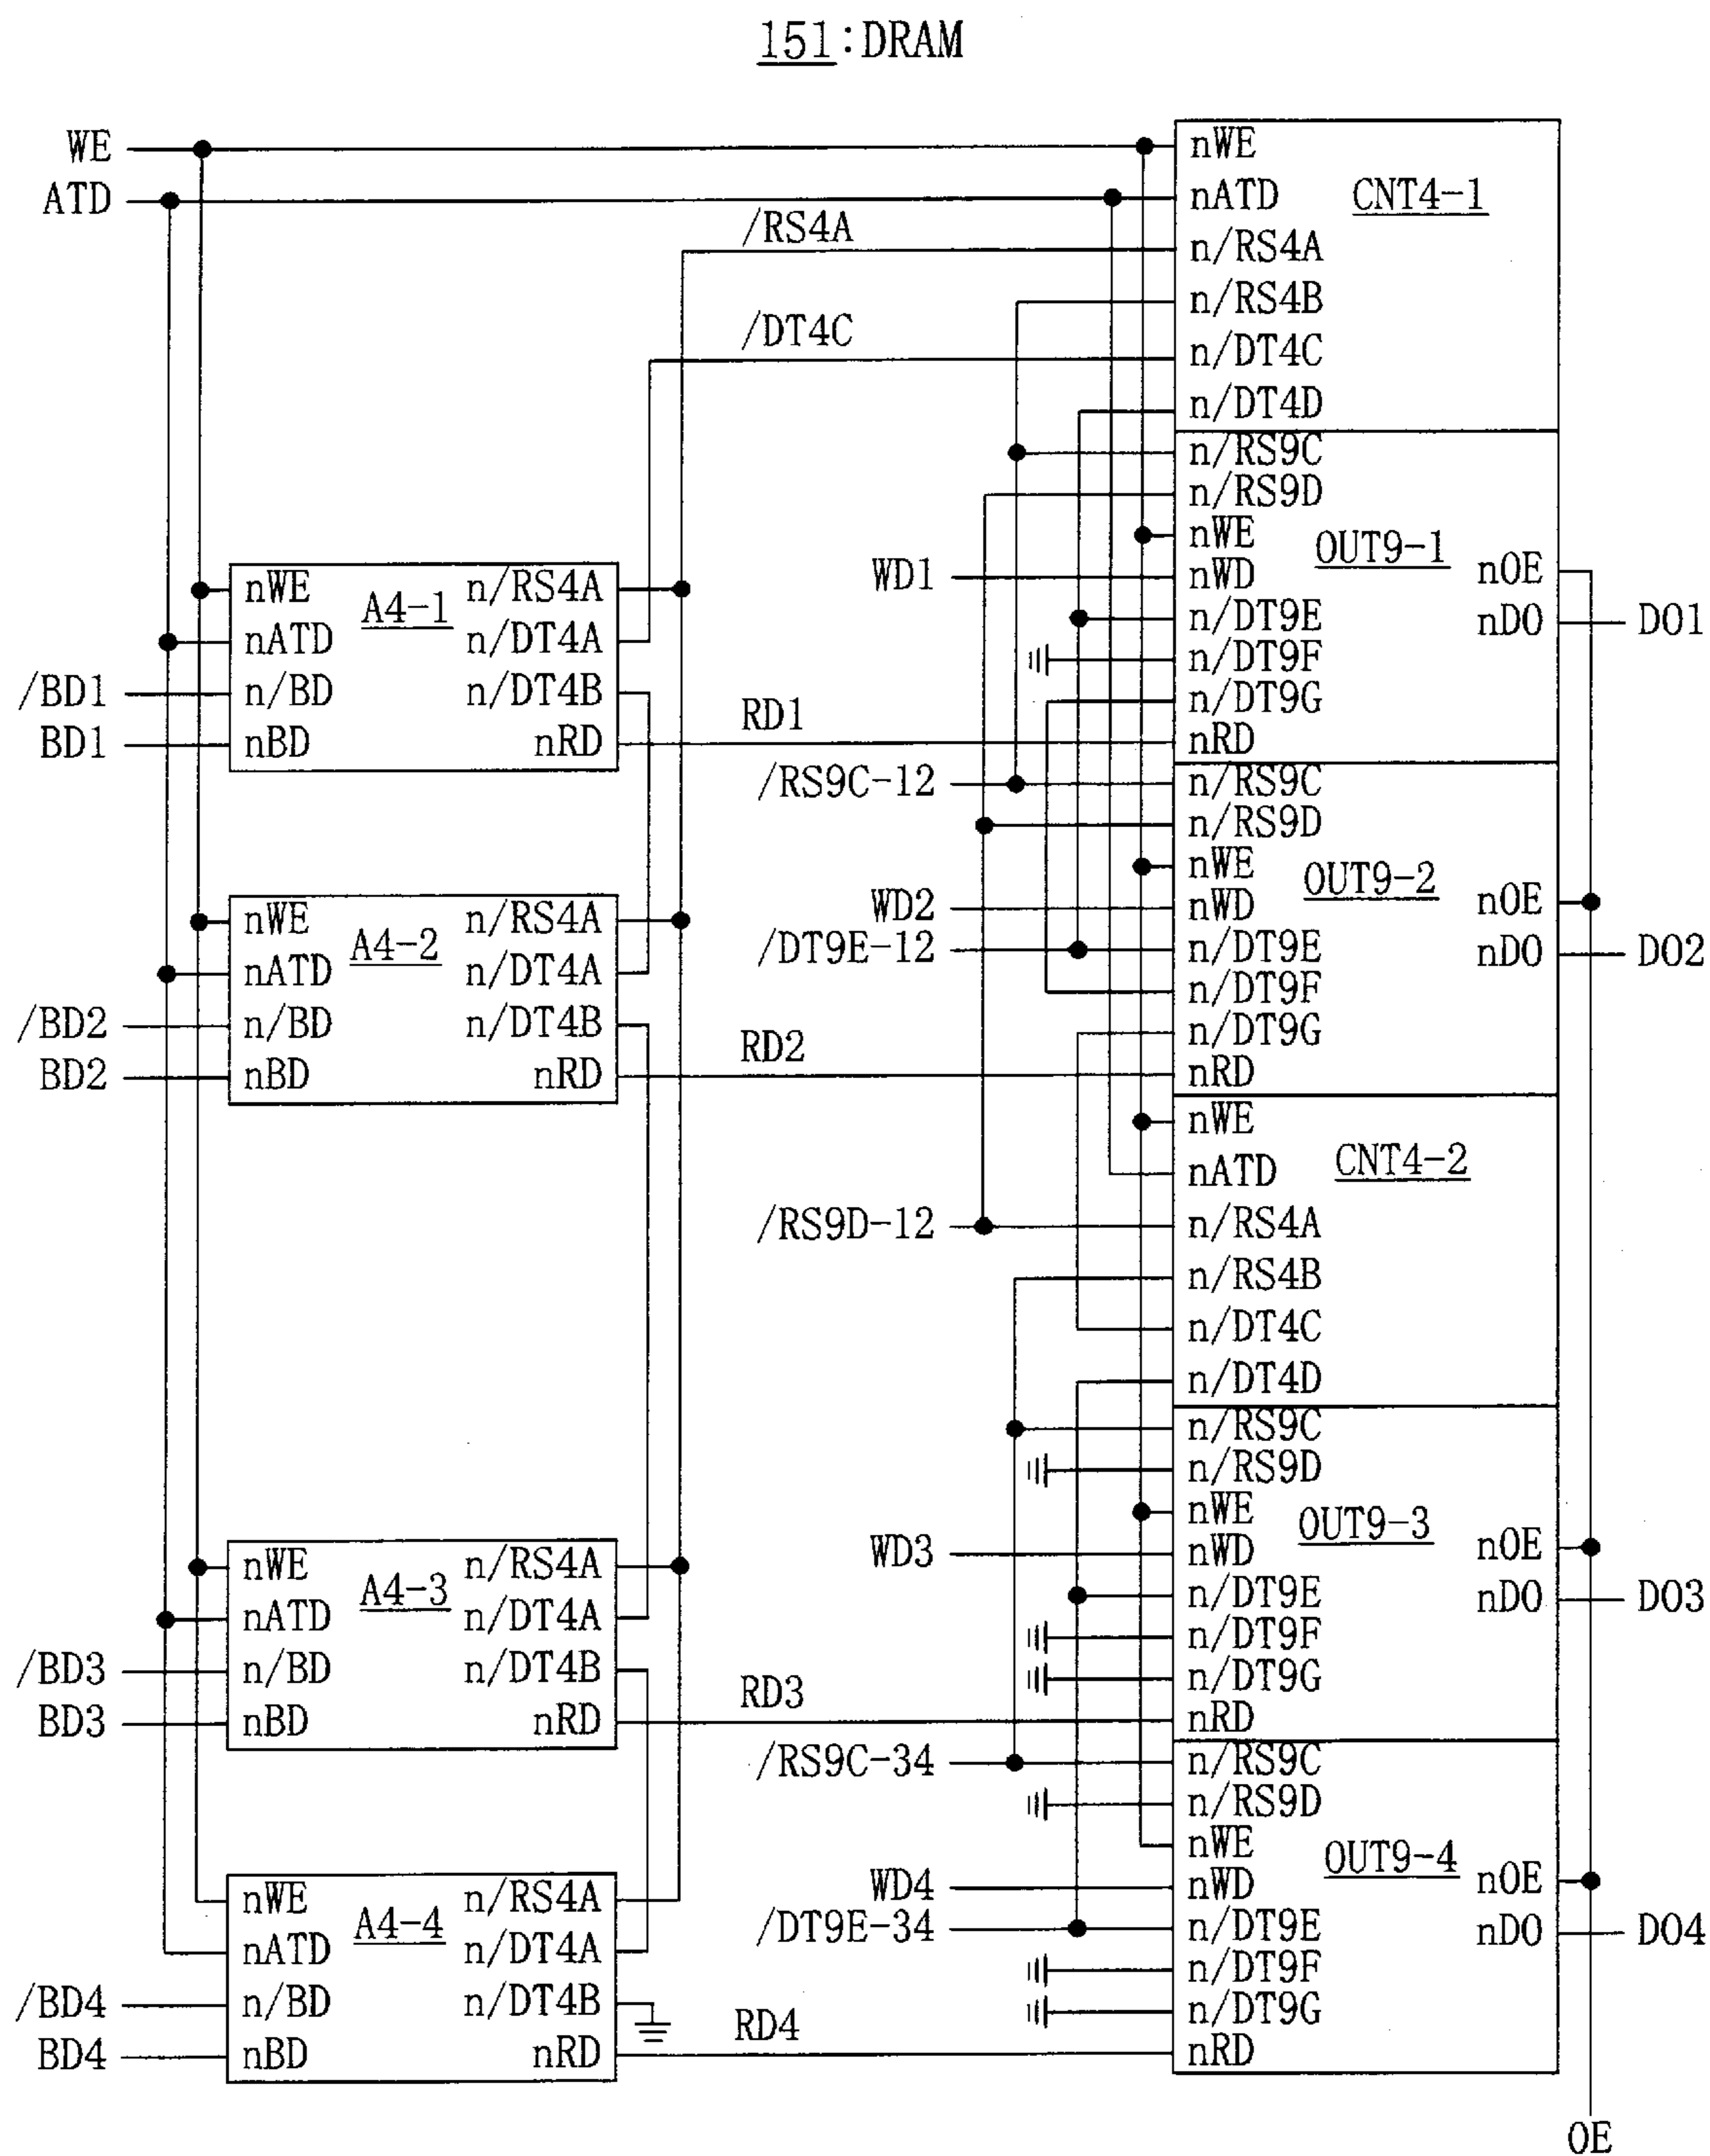 151:DRAM
WE
ATD
/RS4A
/DT4C
nWE
nATD
n/RS4A
n/RS4B
n/DT4C
n/DT4D
CNT4-1
n/RS9C
n/RS9D
nWE
nWD
n/DT9E
n/DT9F
n/DT9G
nRD
OUT9-1
nOE
nDO
DO1
WD1
nWE
nATD
n/BD
nBD
A4-1
n/RS4A
n/DT4A
n/DT4B
nRD
/BD1
BD1
RD1
/RS9C-12
n/RS9C
n/RS9D
nWE
nWD
n/DT9E
n/DT9F
n/DT9G
nRD
OUT9-2
nOE
nDO
DO2
WD2
/DT9E-12
nWE
nATD
n/BD
nBD
A4-2
n/RS4A
n/DT4A
n/DT4B
nRD
/BD2
BD2
RD2
nWE
nATD
n/RS4A
n/RS4B
n/DT4C
n/DT4D
CNT4-2
/RS9D-12
n/RS9C
n/RS9D
nWE
nWD
n/DT9E
n/DT9F
n/DT9G
nRD
OUT9-3
nOE
nDO
DO3
WD3
nWE
nATD
n/BD
nBD
A4-3
n/RS4A
n/DT4A
n/DT4B
nRD
/BD3
BD3
RD3
/RS9C-34
n/RS9C
n/RS9D
nWE
nWD
n/DT9E
n/DT9F
n/DT9G
nRD
OUT9-4
nOE
nDO
DO4
WD4
/DT9E-34
nWE
nATD
n/BD
nBD
A4-4
n/RS4A
n/DT4A
n/DT4B
nRD
/BD4
BD4
RD4
OE